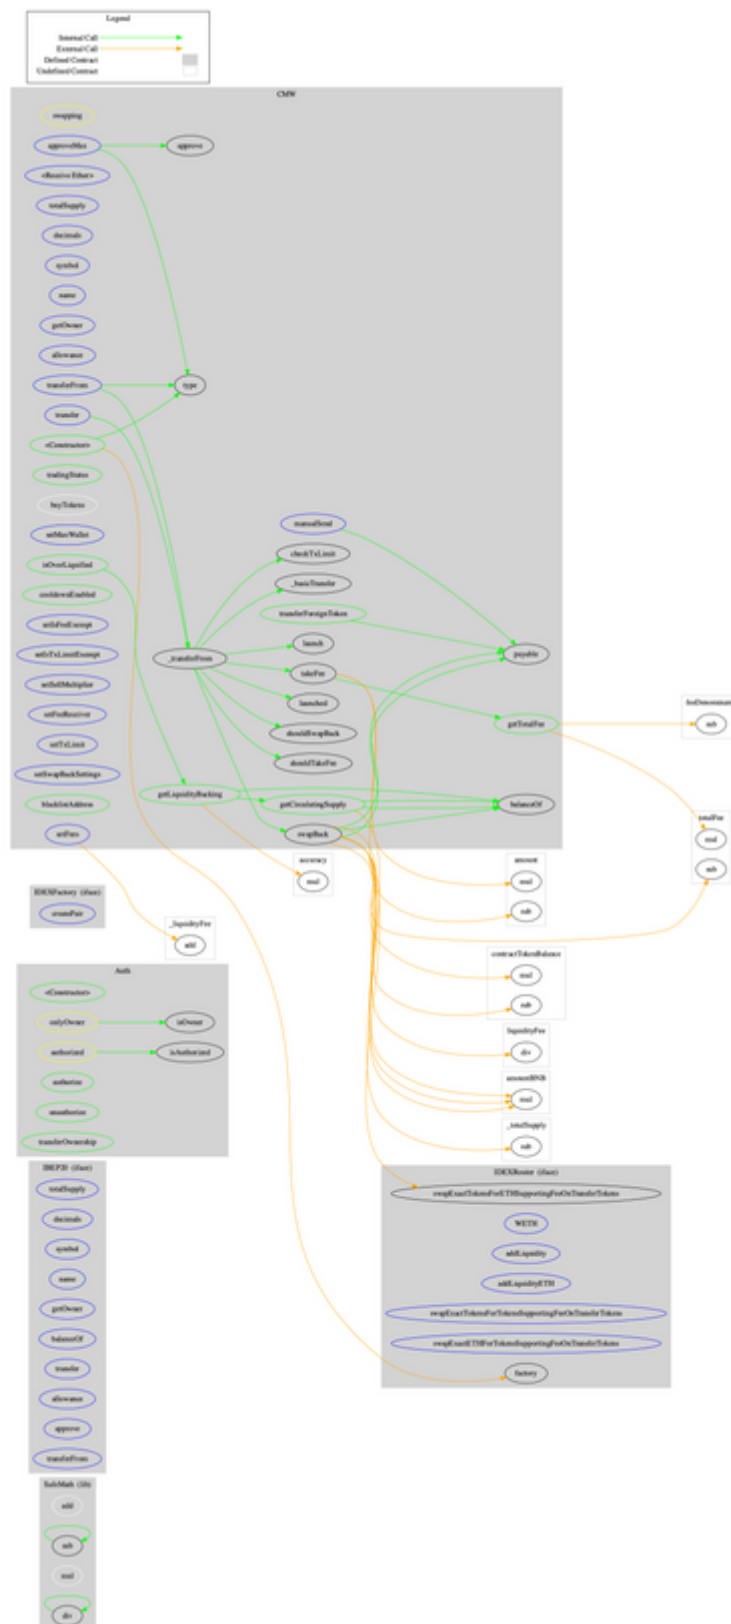 Legend
Internal Call
External Call
Defined Contract
Undefined Contract
CMW
swapping
approveMax
approve
<Receive Ether>
totalSupply
decimals
symbol
name
getOwner
allowance
transferFrom
type
transfer
<Constructor>
tradingStatus
buyTokens
manualSend
setMaxWallet
checkTxLimit
isOverLiquified
_basicTransfer
cooldownEnabled
transferForeignToken
setIsFeeExempt
launch
setIsTxLimitExempt
_transferFrom
payable
takeFee
setSellMultiplier
launched
setFeeReceiver
getTotalFee
feeDenominator
sub
shouldSwapBack
setTxLimit
shouldTakeFee
setSwapBackSettings
getLiquidityBacking
getCirculatingSupply
balanceOf
blacklistAddress
setFees
swapBack
totalFee
mul
sub
accuracy
mul
amount
mul
sub
IDEXFactory (iface)
createPair
_liquidityFee
add
contractTokenBalance
mul
sub
Auth
<Constructor>
onlyOwner
isOwner
authorized
isAuthorized
authorize
unauthorize
transferOwnership
liquidityFee
div
amountBNB
mul
_totalSupply
sub
IBEP20 (iface)
totalSupply
decimals
symbol
name
getOwner
balanceOf
transfer
allowance
approve
transferFrom
IDEXRouter (iface)
swapExactTokensForETHSupportingFeeOnTransferTokens
WETH
addLiquidity
addLiquidityETH
swapExactTokensForTokensSupportingFeeOnTransferTokens
swapExactETHForTokensSupportingFeeOnTransferTokens
factory
SafeMath (lib)
add
sub
mul
div